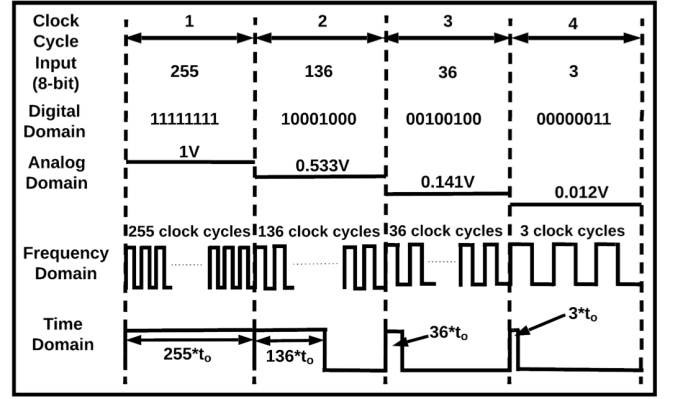 Clock Cycle 1 2 3 4
Input (8-bit) 255 136 36 3
Digital Domain 11111111 10001000 00100100 00000011
Analog Domain 1V 0.533V 0.141V 0.012V
255 clock cycles 136 clock cycles 36 clock cycles 3 clock cycles
Frequency Domain
Time Domain 255*to 136*to 36*to 3*to